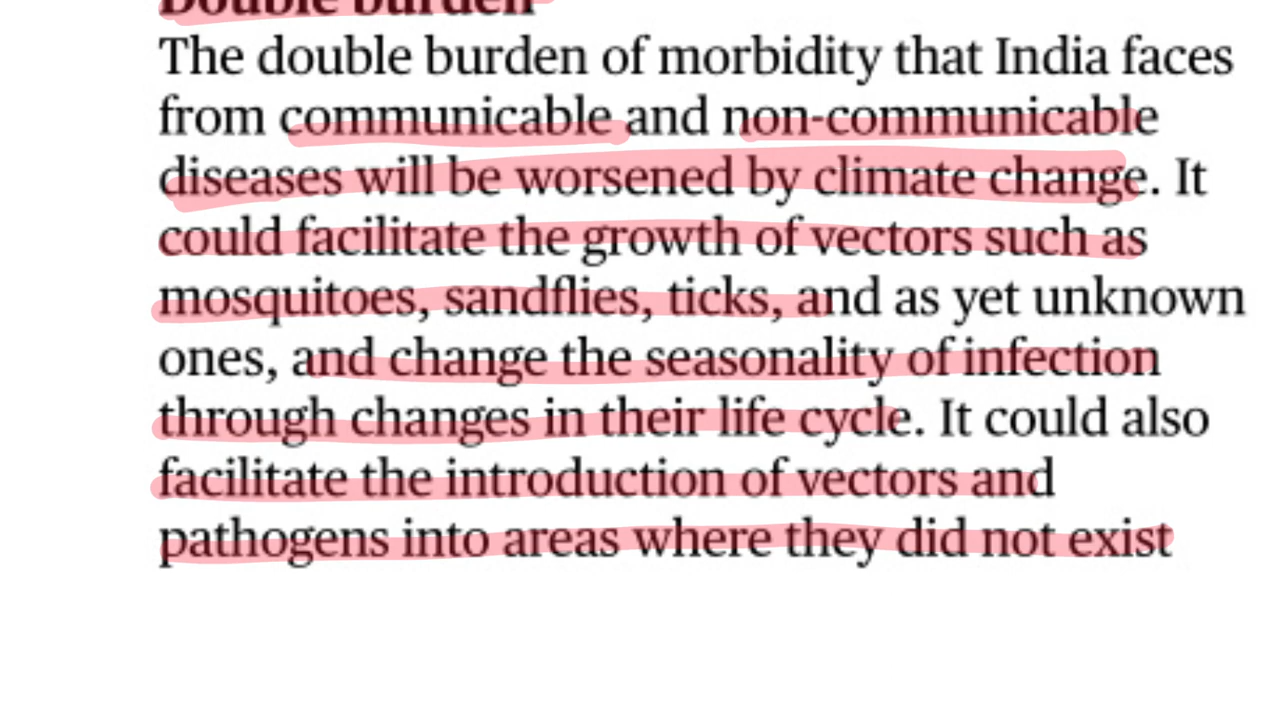 Double burden
The double burden of morbidity that India faces
from communicable and non-communicable
diseases will be worsened by climate change. It
could facilitate the growth of vectors such as
mosquitoes, sandflies, ticks, and as yet unknown
ones, and change the seasonality of infection
through changes in their life cycle. It could also
facilitate the introduction of vectors and
pathogens into areas where they did not exist